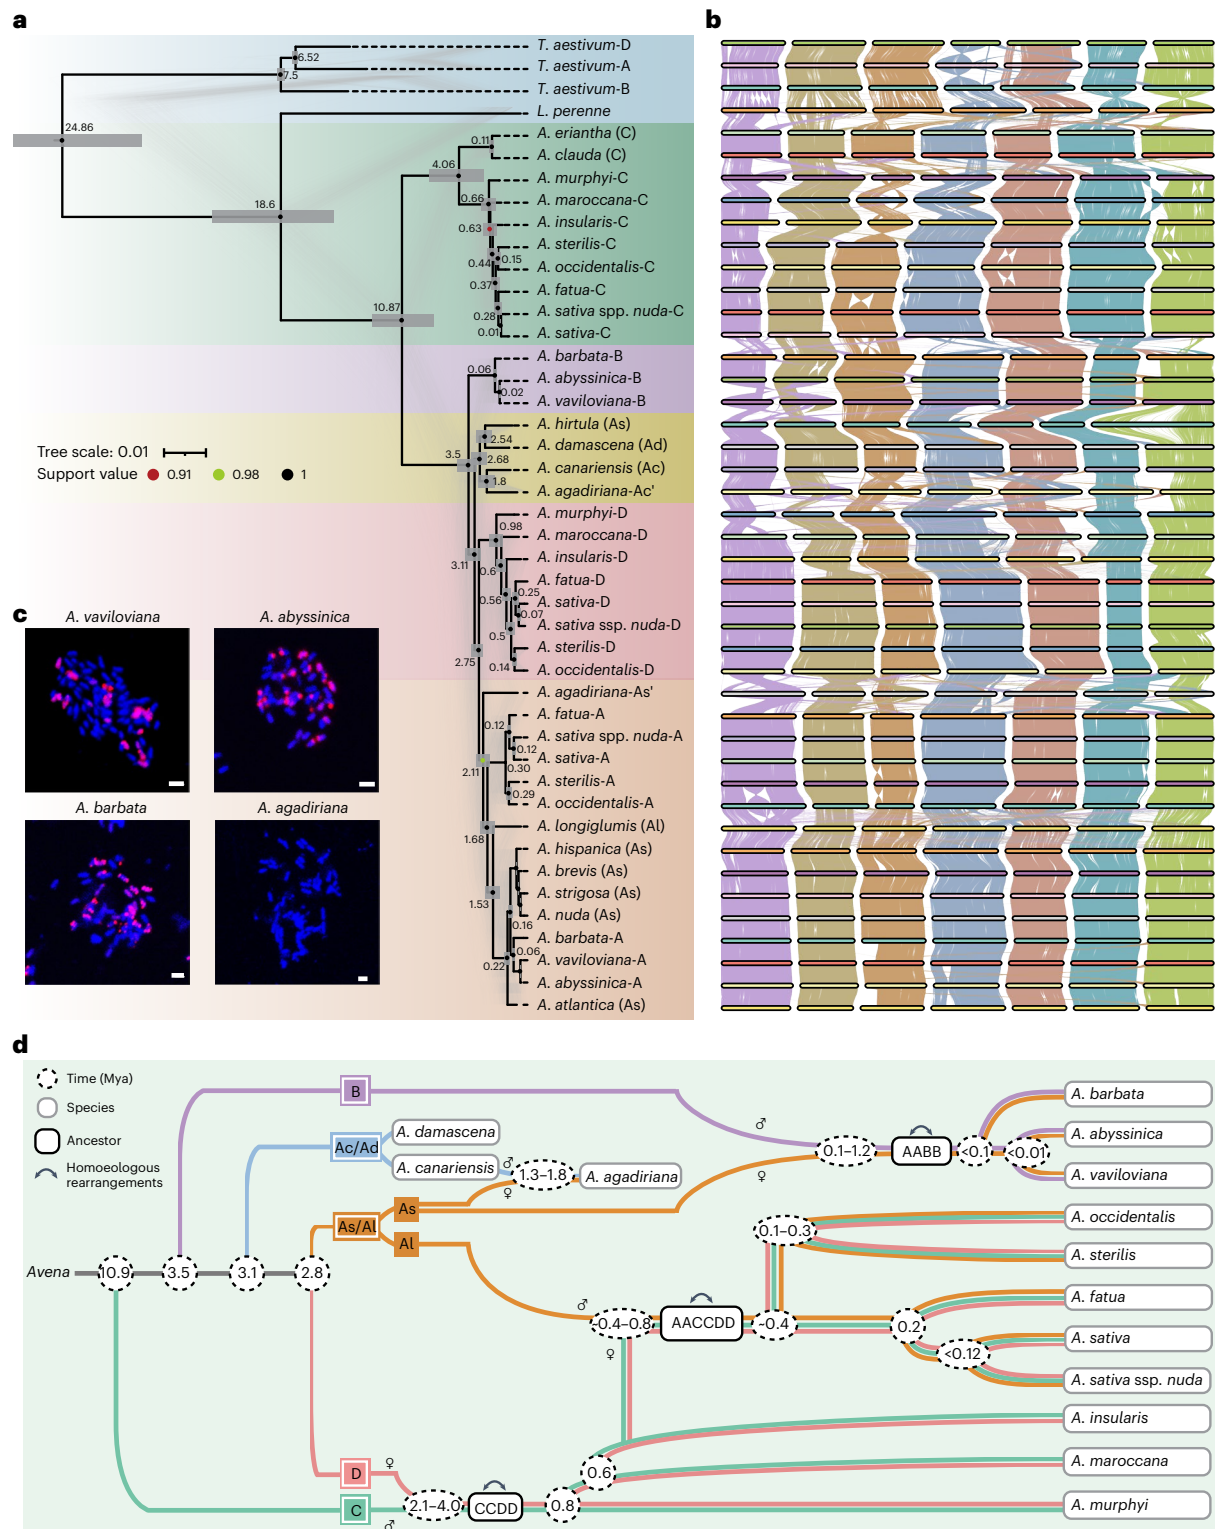 a
b
T. aestivum-D
6.52
T. aestivum-A
7.5
T. aestivum-B
L. perenne
24.86
A. eriantha (C)
0.11
A. clauda (C)
4.06
A. murphyi-C
0.66
A. maroccana-C
18.6
A. insularis-C
0.63
A. sterilis-C
0.15
0.44
A. occidentalis-C
0.37
A. fatua-C
10.87
A. sativa spp. nuda-C
0.28
0.01
A. sativa-C
A. barbata-B
0.06
A. abyssinica-B
0.02
A. vaviloviana-B
A. hirtula (As)
2.54
A. damascena (Ad)
Tree scale: 0.01
3.5
2.68
A. canariensis (Ac)
Support value
0.91
0.98
1
1.8
A. agadiriana-Ac'
A. murphyi-D
0.98
A. maroccana-D
3.11
0.6
A. insularis-D
A. fatua-D
0.25
0.56
A. sativa-D
0.07
A. sativa ssp. nuda-D
0.5
A. sterilis-D
2.75
0.14
A. occidentalis-D
A. agadiriana-As'
A. fatua-A
0.12
A. sativa spp. nuda-A
0.12
A. sativa-A
2.11
0.30
A. sterilis-A
0.29
A. occidentalis-A
A. longiglumis (Al)
1.68
A. hispanica (As)
A. brevis (As)
A. strigosa (As)
1.53
A. nuda (As)
0.16
A. barbata-A
0.06
A. vaviloviana-A
0.22
A. abyssinica-A
A. atlantica (As)
c
A. vaviloviana
A. abyssinica
A. barbata
A. agadiriana
d
Time (Mya)
Species
Ancestor
Homoeologous
rearrangements
B
♂
A. barbata
A. damascena
Ac/Ad
A. abyssinica
0.1–1.2
AABB
<0.1
<0.01
A. canariensis
♂
1.3–1.8
A. agadiriana
♀
♀
A. vaviloviana
As
As/Al
Al
A. occidentalis
0.1–0.3
A. sterilis
Avena
10.9
3.5
3.1
2.8
A. fatua
♂
~0.4–0.8
AACCDD
~0.4
0.2
♀
A. sativa
<0.12
A. sativa ssp. nuda
A. insularis
♀
D
0.6
A. maroccana
C
♂
2.1–4.0
CCDD
0.8
A. murphyi